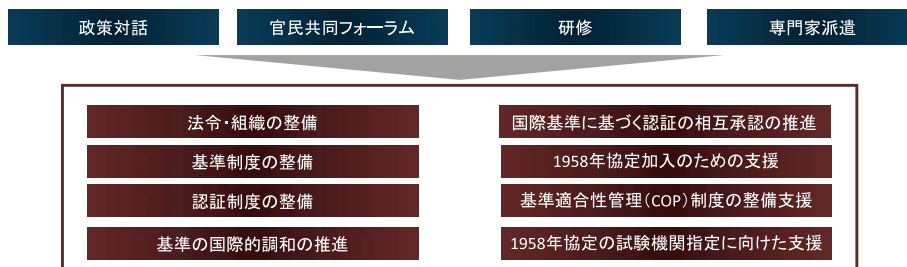 政策対話
官民共同フォーラム
研修
専門家派遣
法令・組織の整備
国際基準に基づく認証の相互承認の推進
基準制度の整備
1958年協定加入のための支援
認証制度の整備
基準適合性管理（COP）制度の整備支援
基準の国際的調和の推進
1958年協定の試験機関指定に向けた支援